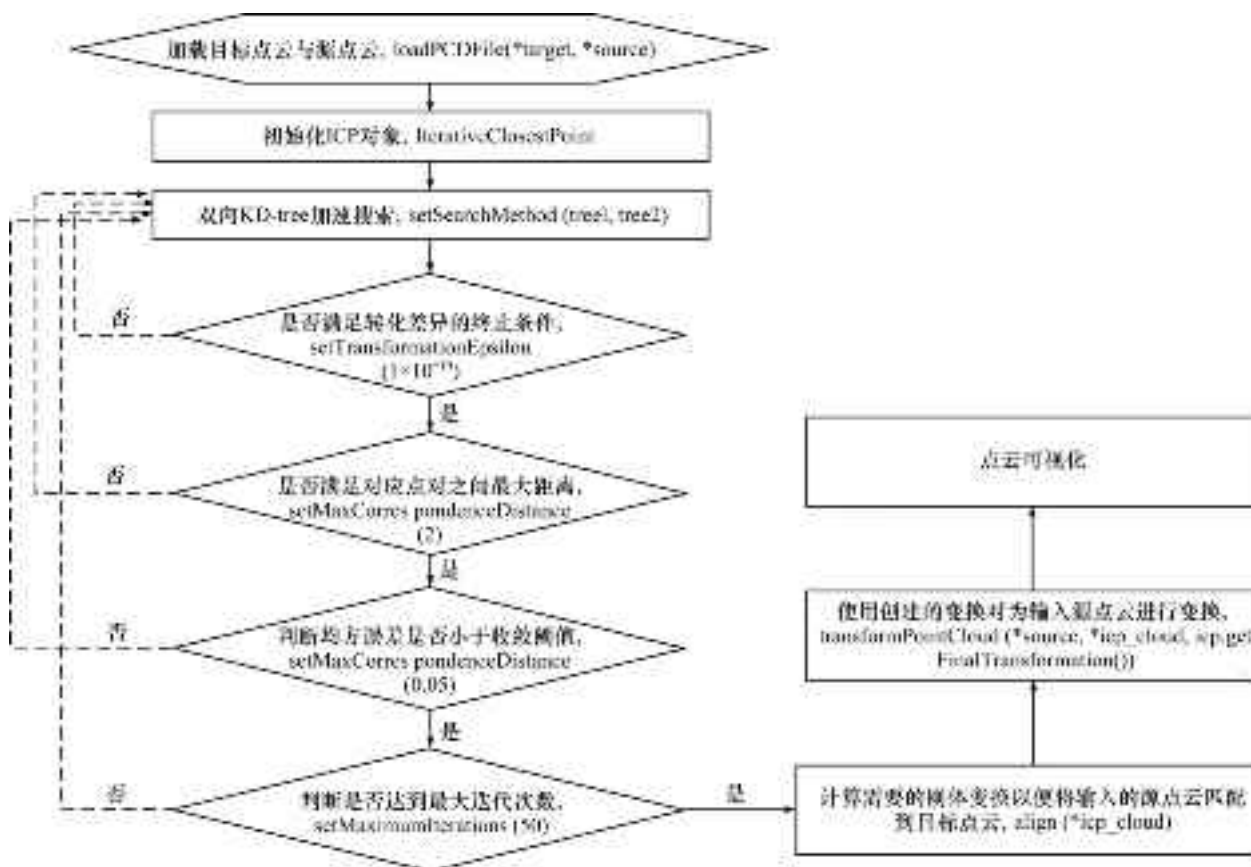 加载目标点云与源点云, loadPCDFile(*target, *source)
初始化ICP对象, IterativeClosestPoint
双向KD-tree加速搜索, setSearchMethod (tree1, tree2)
否
是否满足转化差异的终止条件,
setTransformationEpsilon
是
否
是否满足对应点对之间最大距离,
setMaxCorres pondenceDistance
(2)
是
否
判断均方误差是否小于收敛阈值,
setMaxCorres pondenceDistance
(0.05)
是
否
判断是否达到最大迭代次数,
setMaximumIterations (50)
是
计算需要的刚体变换以便将输入的源点云匹配
到目标点云, align (*icp_cloud)
使用创建的变换对为输入源点云进行变换,
transformPointCloud (*source, *icp_cloud, icp.get
FinalTransformation())
点云可视化